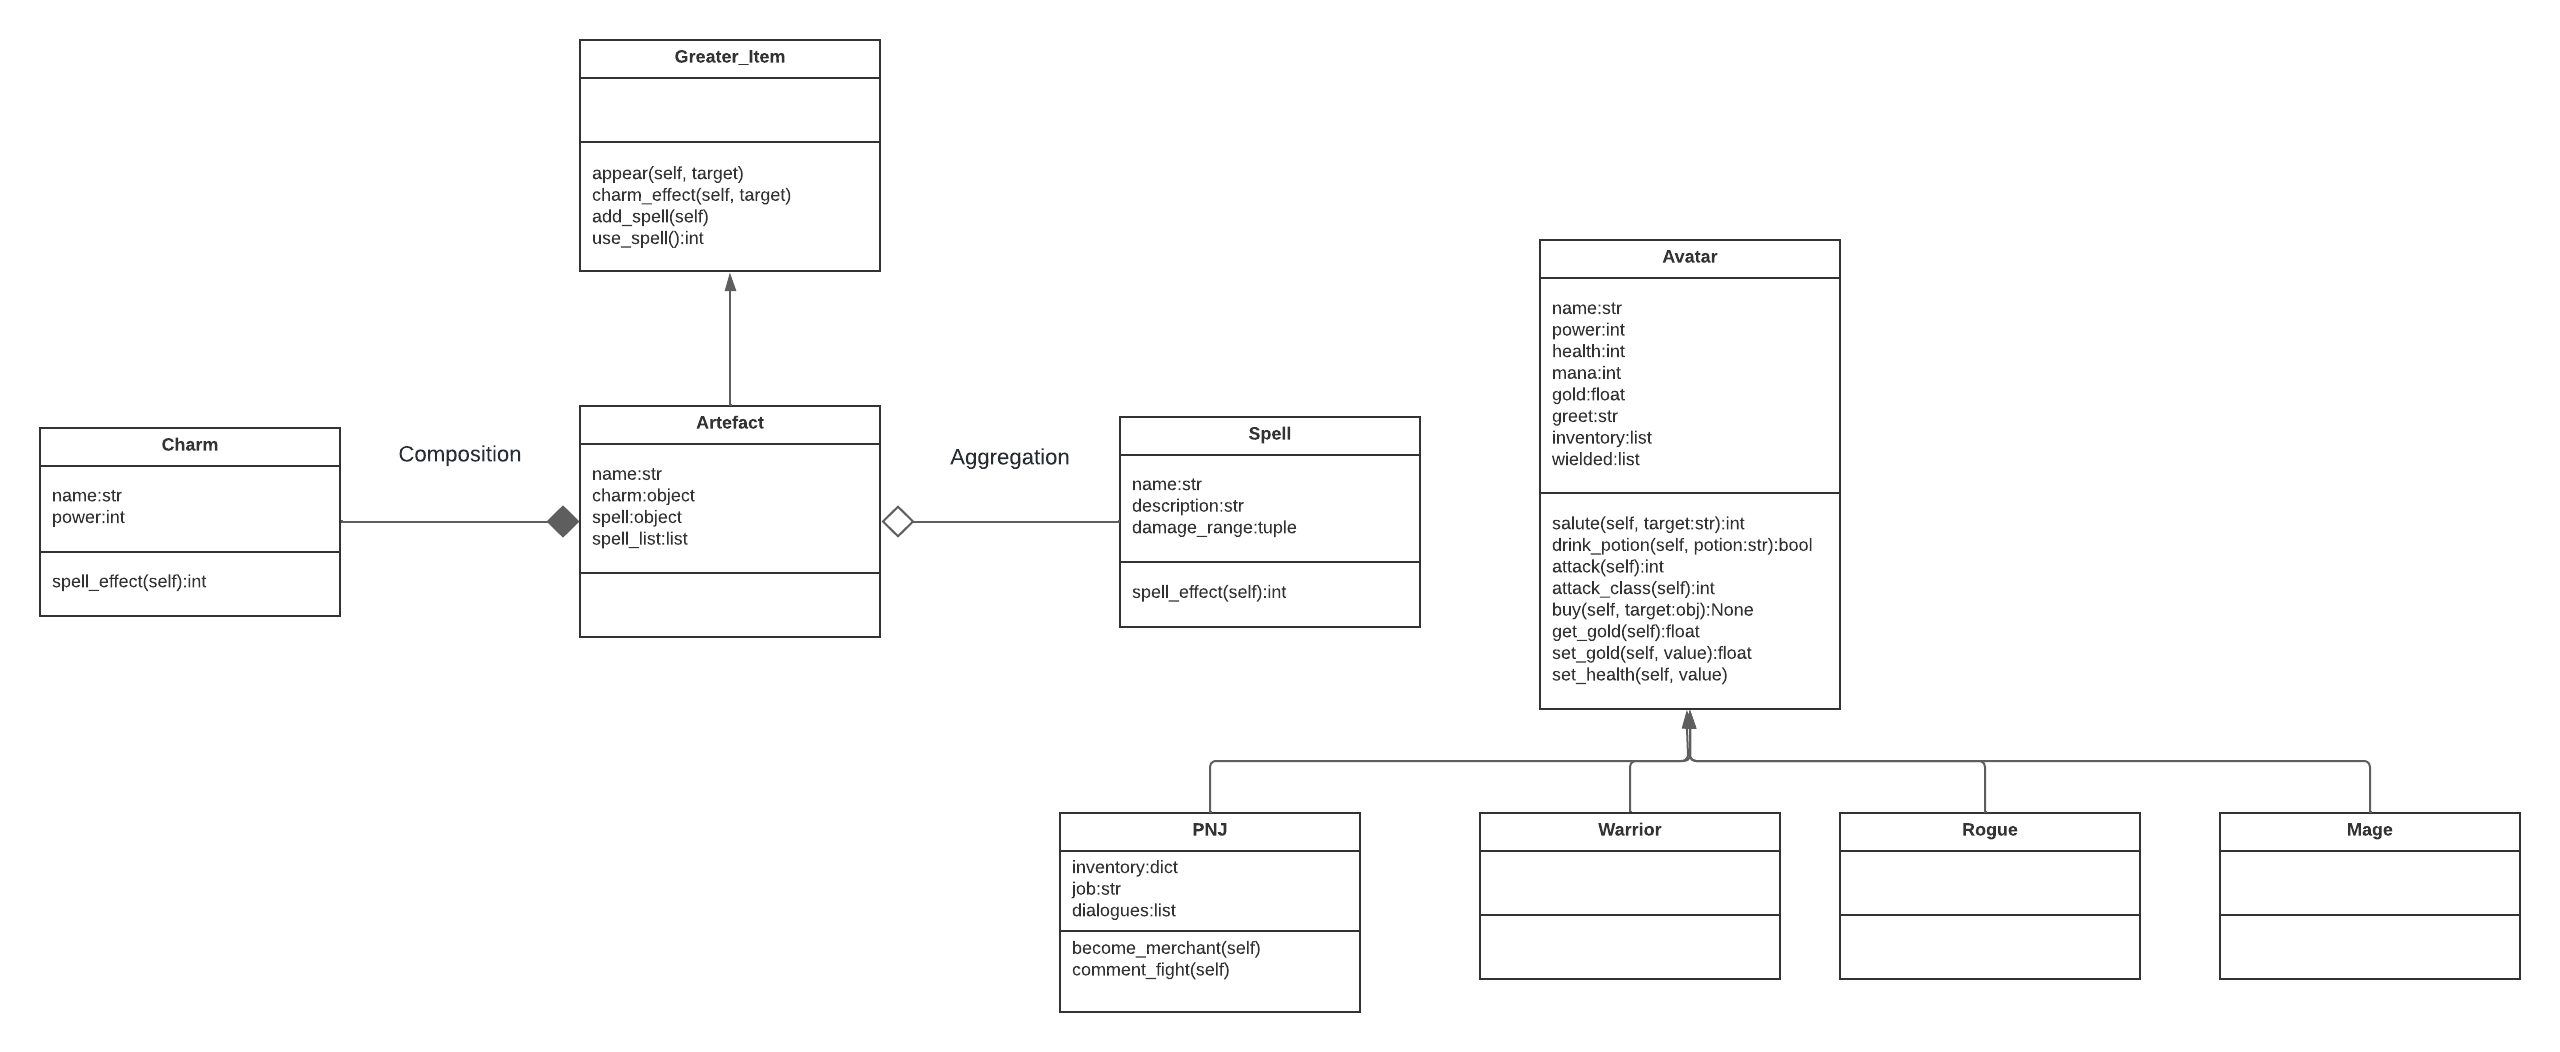 Greater_Item
appear(self, target)
charm_effect(self, target)
add_spell(self)
use_spell():int
Charm
name:str
power:int
spell_effect(self):int
Composition
Artefact
name:str
charm:object
spell:object
spell_list:list
Aggregation
Spell
name:str
description:str
damage_range:tuple
spell_effect(self):int
Avatar
name:str
power:int
health:int
mana:int
gold:float
greet:str
inventory:list
wielded:list
salute(self, target:str):int
drink_potion(self, potion:str):bool
attack(self):int
attack_class(self):int
buy(self, target:obj):None
get_gold(self):float
set_gold(self, value):float
set_health(self, value)
PNJ
inventory:dict
job:str
dialogues:list
become_merchant(self)
comment_fight(self)
Warrior
Rogue
Mage